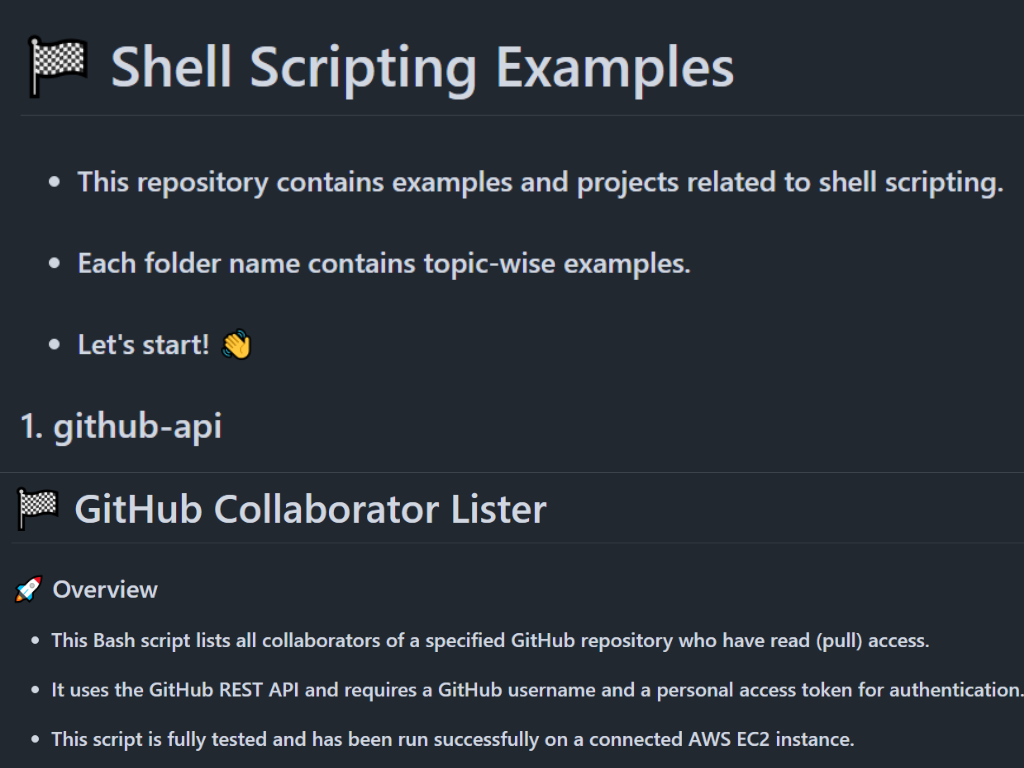 🏁 Shell Scripting Examples
• This repository contains examples and projects related to shell scripting.
• Each folder name contains topic-wise examples.
• Let's start! 👋
1. github-api
🏁 GitHub Collaborator Lister
🚀 Overview
• This Bash script lists all collaborators of a specified GitHub repository who have read (pull) access.
• It uses the GitHub REST API and requires a GitHub username and a personal access token for authentication.
• This script is fully tested and has been run successfully on a connected AWS EC2 instance.